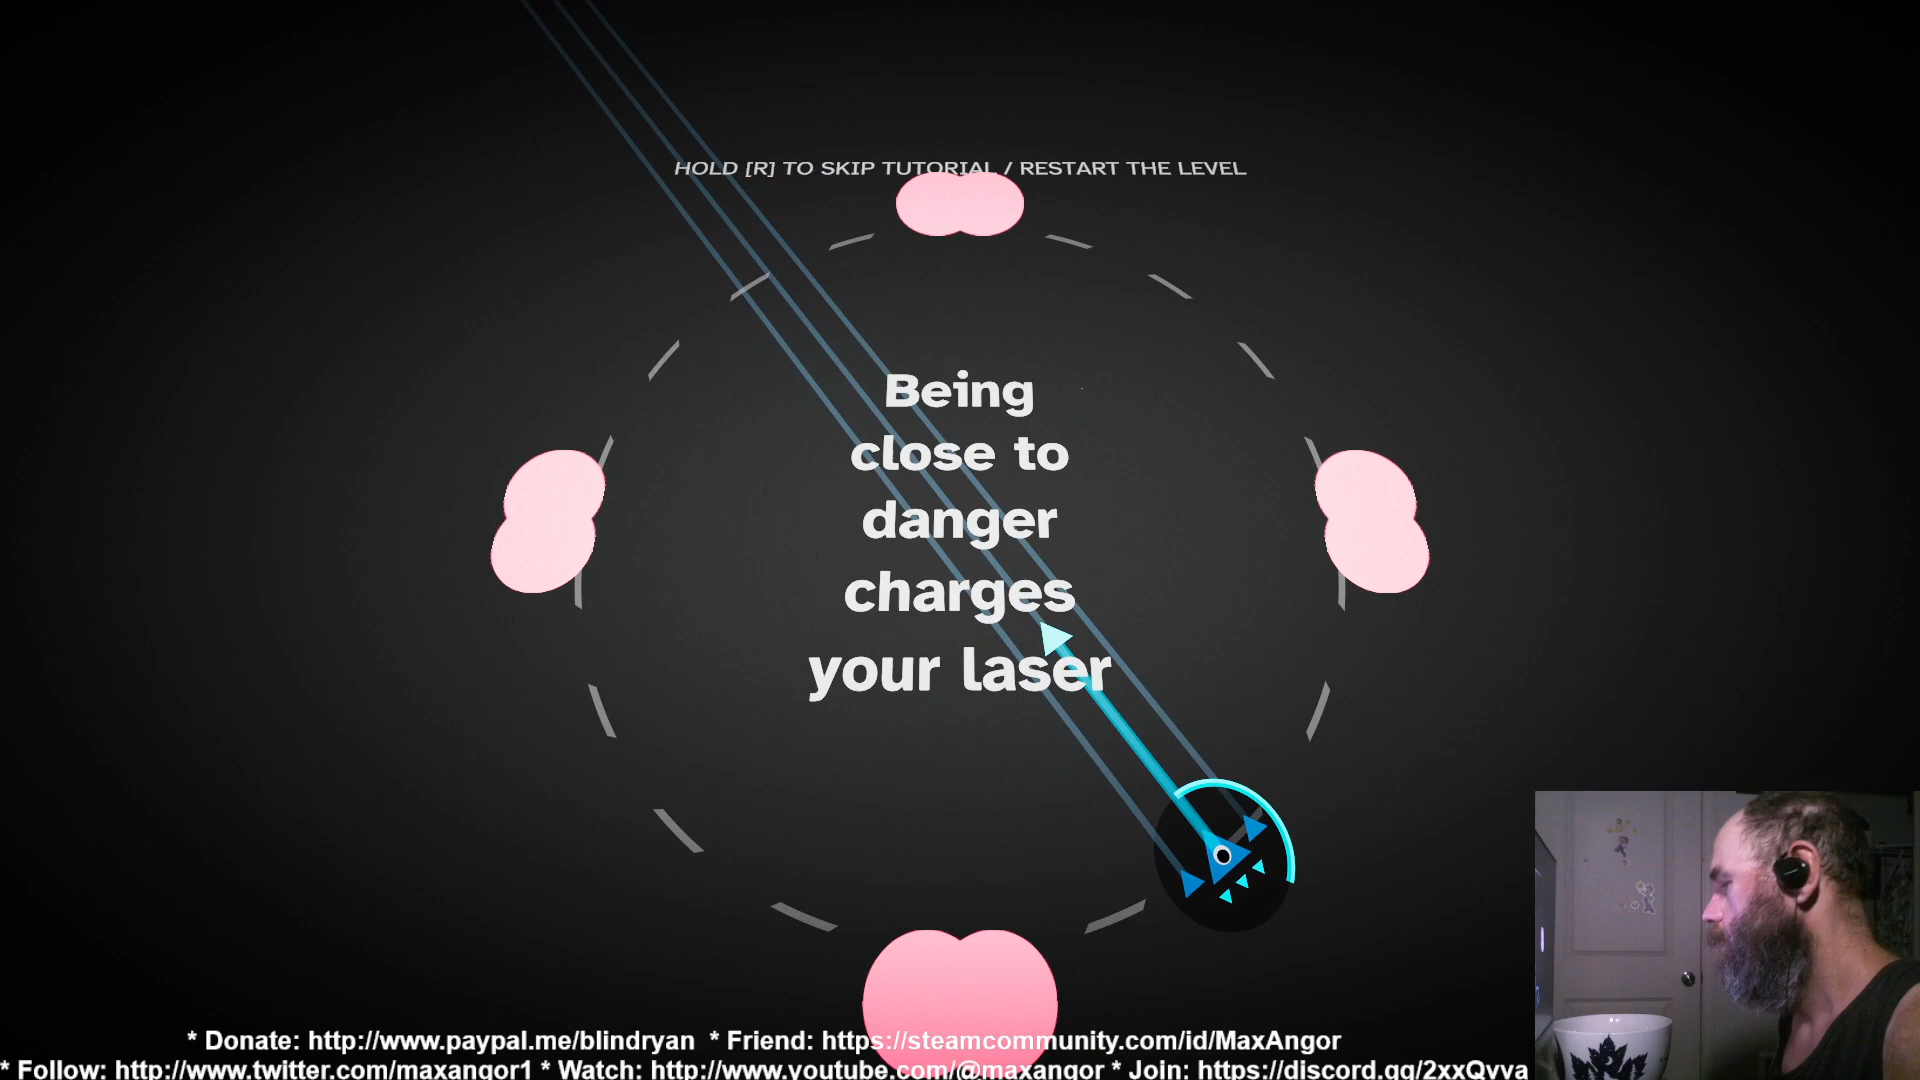 HOLD [R] TO SKIP TUTORIAL / RESTART THE LEVEL
Being
close to
danger
charges
your laser
* Donate: http://www.paypal.me/blindryan * Friend: https://steamcommunity.com/id/MaxAngor
* Follow: http://www.twitter.com/maxangor1 * Watch: http://www.youtube.com/@maxangor * Join: https://discord.gg/2xxQvva